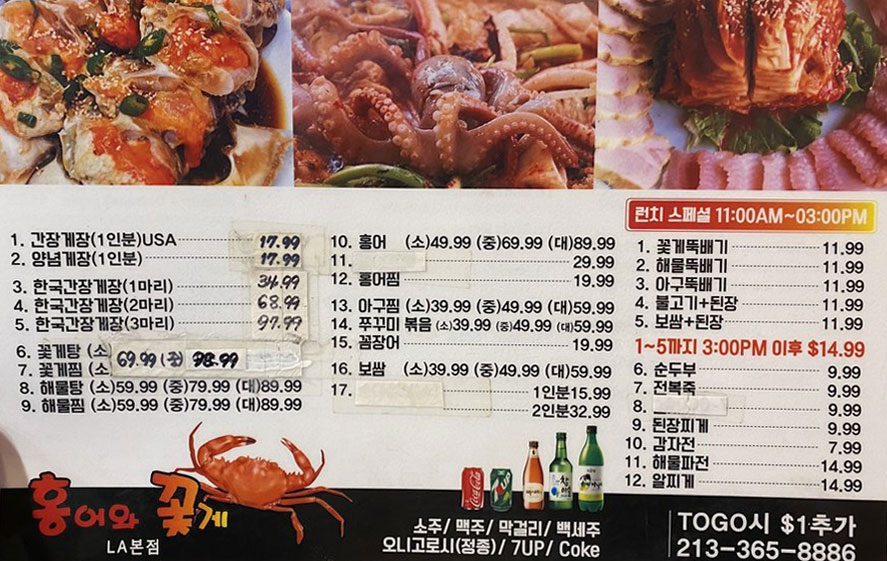 1. 간장게장(1인분)USA 17.99
2. 양념게장(1인분) 17.99
3. 한국간장게장(1마리) 34.99
4. 한국간장게장(2마리) 68.99
5. 한국간장게장(3마리) 97.99
6. 꽃게탕 (소)
7. 꽃게찜 (소)
69.99 98.99
8. 해물탕 (소)59.99 (중)79.99 (대)89.99
9. 해물찜 (소)59.99 (중)79.99 (대)89.99
10. 홍어 (소)49.99 (중)69.99 (대)89.99
11. 29.99
12. 홍어찜 19.99
13. 아구찜 (소)39.99 (중)49.99 (대)59.99
14. 쭈꾸미 볶음 (소)39.99 (중)49.99 (대)59.99
15. 꼼장어 19.99
16. 보쌈 (소)39.99 (중)49.99 (대)59.99
17. 1인분15.99
2인분32.99
런치 스페셜 11:00AM~03:00PM
1. 꽃게뚝배기 11.99
2. 해물뚝배기 11.99
3. 아구뚝배기 11.99
4. 불고기+된장 11.99
5. 보쌈+된장 11.99
1~5까지 3:00PM 이후 $14.99
6. 순두부 9.99
7. 전복죽 9.99
8. 9.99
9. 된장찌게 9.99
10. 감자전 7.99
11. 해물파전 14.99
12. 알찌게 14.99
홍어와 꽃게
LA본점
소주/ 맥주/ 막걸리/ 백세주
오니고로시(정종)/ 7UP/ Coke
TOGO시 $1추가
213-365-8886